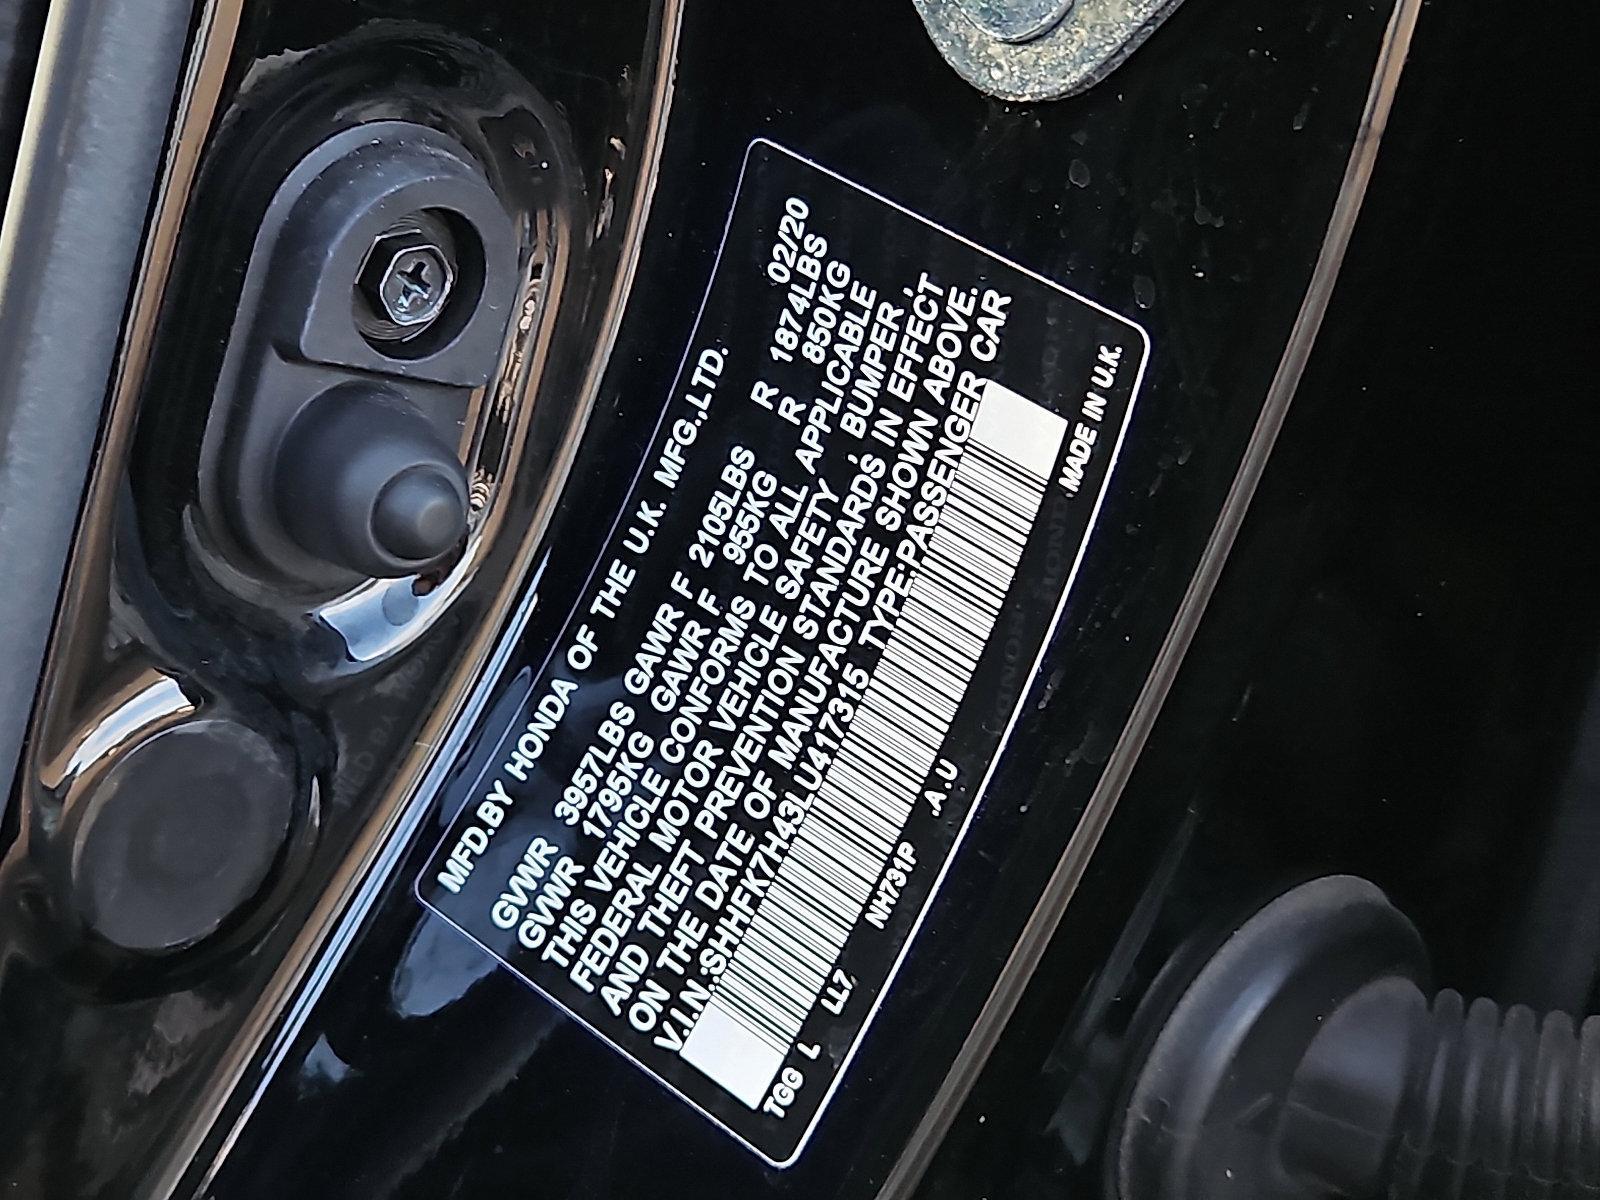 MFD.BY HONDA OF THE U.K. MFG.,LTD. 02/20
GVWR 3957LBS GAWR F 2105LBS R 1874LBS
GVWR 1795KG GAWR F 955KG R 850KG
THIS VEHICLE CONFORMS TO ALL APPLICABLE
FEDERAL MOTOR VEHICLE SAFETY , BUMPER ,
AND THEFT PREVENTION STANDARDS IN EFFECT
ON THE DATE OF MANUFACTURE SHOWN ABOVE.
V.I.N.:SHHFK7H43LU417315 TYPE:PASSENGER CAR
TGG L LL7 NH731P .A.U MADE IN U.K.